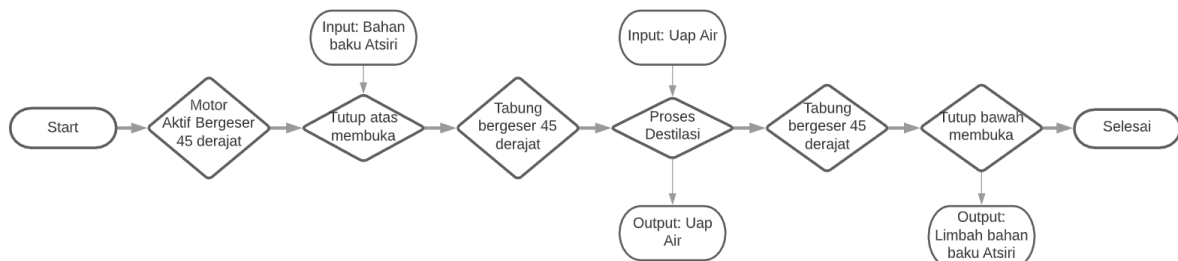 Start
Motor
Aktif Bergeser
45 derajat
Input: Bahan
baku Atsiri
Tutup atas
membuka
Tabung
bergeser 45
derajat
Input: Uap Air
Proses
Destilasi
Output: Uap
Air
Tabung
bergeser 45
derajat
Tutup bawah
membuka
Output:
Limbah bahan
baku Atsiri
Selesai